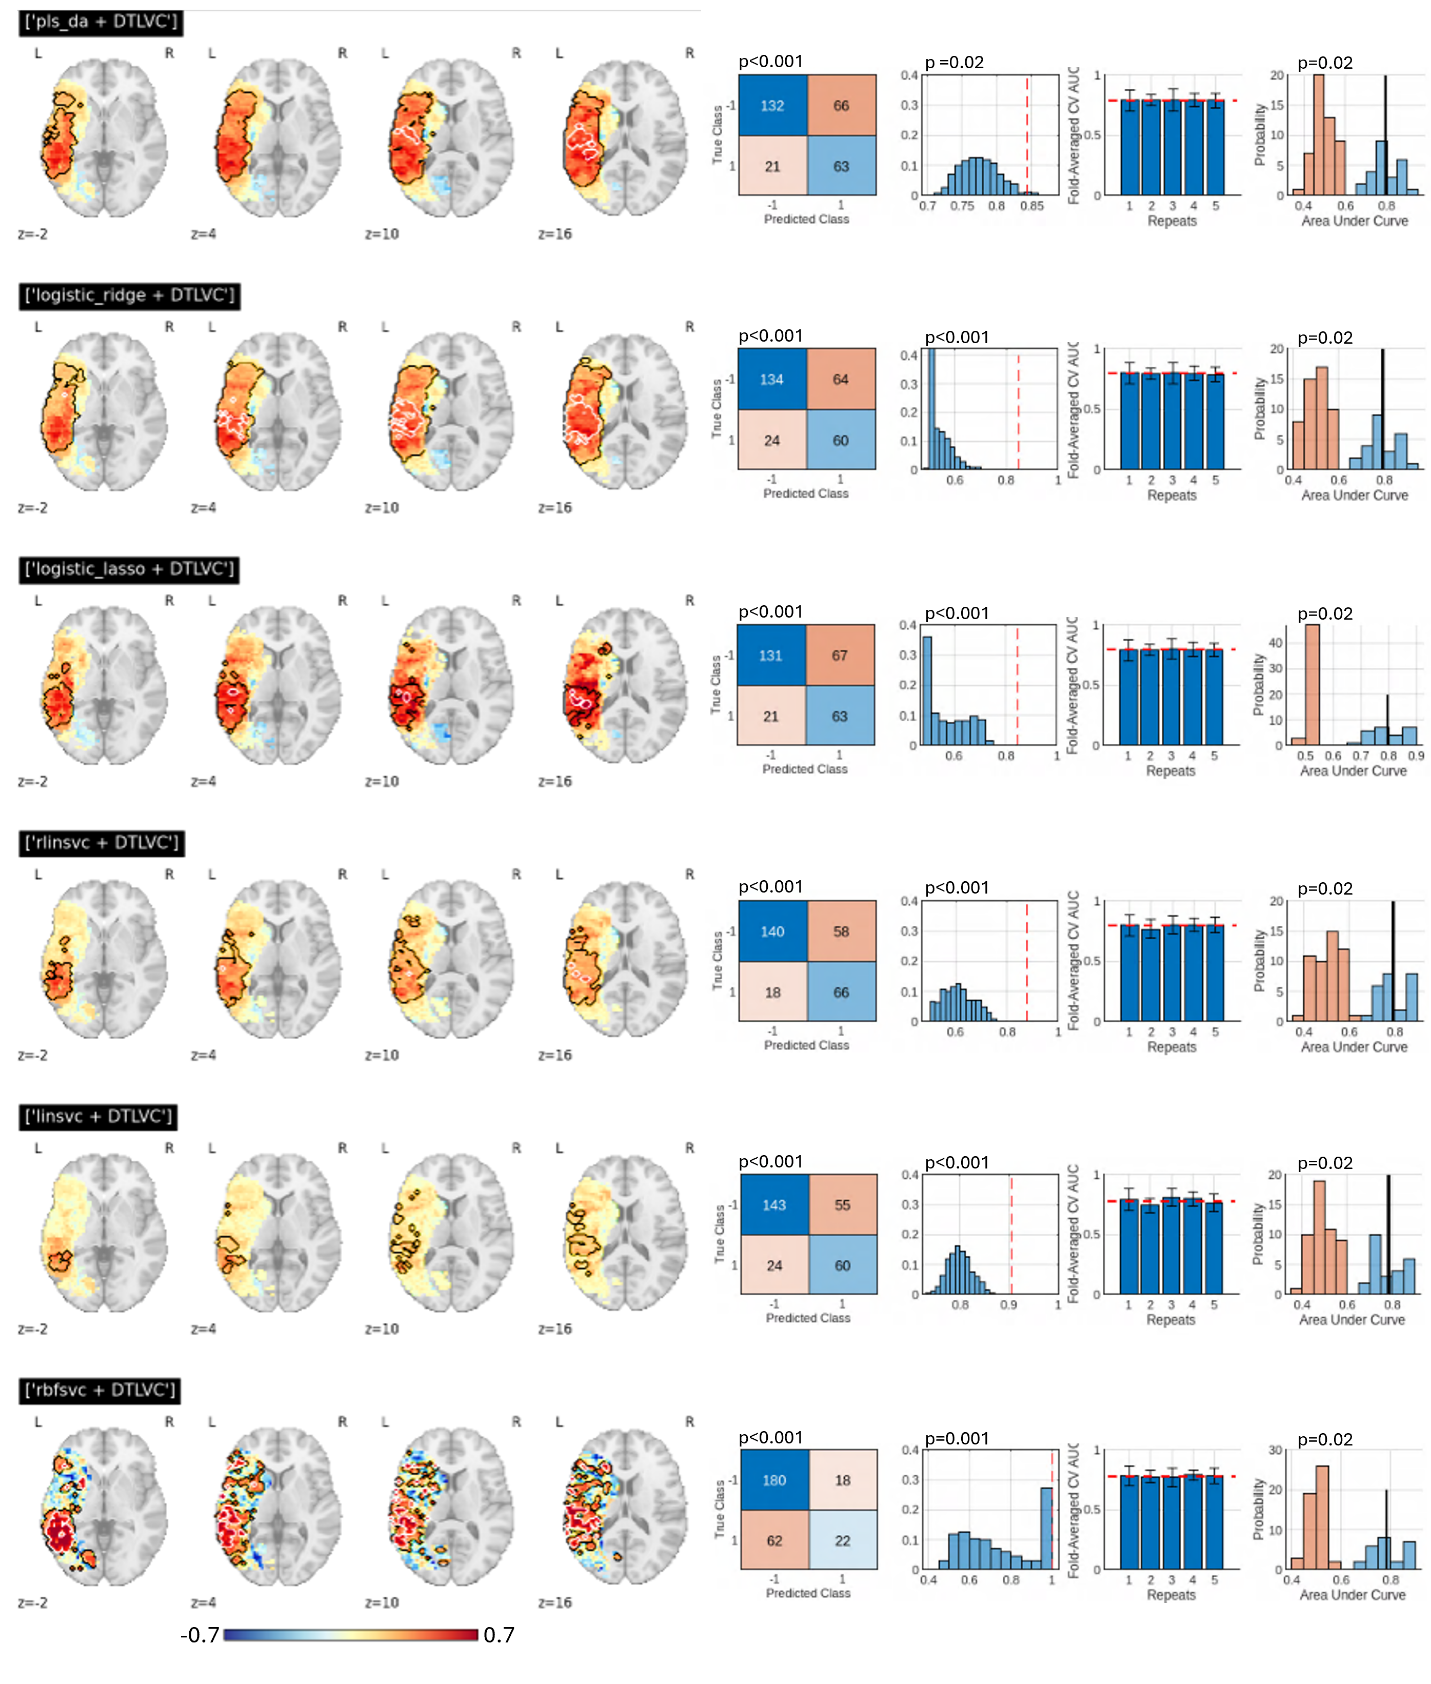 ['pls_da + DTLVC']
L R L R L R L R
z=-2 z=4 z=10 z=16
p<0.001
True Class
-1 132 66
1 21 63
-1 1
Predicted Class
p =0.02
0.4
0.3
0.2
0.1
0
0.7 0.75 0.8 0.85
Fold-Averaged CV AUC
1
0.5
0
1 2 3 4 5
Repeats
p=0.02
Probability
20
15
10
5
0
0.4 0.6 0.8
Area Under Curve
['logistic_ridge + DTLVC']
L R L R L R L R
z=-2 z=4 z=10 z=16
p<0.001
True Class
-1 134 64
1 24 60
-1 1
Predicted Class
p<0.001
0.4
0.3
0.2
0.1
0
0.6 0.8 1
Fold-Averaged CV AUC
1
0.5
0
1 2 3 4 5
Repeats
p=0.02
Probability
20
15
10
5
0
0.4 0.6 0.8
Area Under Curve
['logistic_lasso + DTLVC']
L R L R L R L R
z=-2 z=4 z=10 z=16
p<0.001
True Class
-1 131 67
1 21 63
-1 1
Predicted Class
p<0.001
0.4
0.3
0.2
0.1
0
0.6 0.8 1
Fold-Averaged CV AUC
1
0.5
0
1 2 3 4 5
Repeats
p=0.02
Probability
40
30
20
10
0
0.5 0.6 0.7 0.8 0.9
Area Under Curve
['rlinsvc + DTLVC']
L R L R L R L R
z=-2 z=4 z=10 z=16
p<0.001
True Class
-1 140 58
1 18 66
-1 1
Predicted Class
p<0.001
0.4
0.3
0.2
0.1
0
0.6 0.8 1
Fold-Averaged CV AUC
1
0.5
0
1 2 3 4 5
Repeats
p=0.02
Probability
20
15
10
5
0
0.4 0.6 0.8
Area Under Curve
['linsvc + DTLVC']
L R L R L R L R
z=-2 z=4 z=10 z=16
p<0.001
True Class
-1 143 55
1 24 60
-1 1
Predicted Class
p<0.001
0.4
0.3
0.2
0.1
0
0.8 0.9 1
Fold-Averaged CV AUC
1
0.5
0
1 2 3 4 5
Repeats
p=0.02
Probability
20
15
10
5
0
0.4 0.6 0.8
Area Under Curve
['rbfsvc + DTLVC']
L R L R L R L R
z=-2 z=4 z=10 z=16
p<0.001
True Class
-1 180 18
1 62 22
-1 1
Predicted Class
p=0.001
0.4
0.3
0.2
0.1
0
0.4 0.6 0.8 1
Fold-Averaged CV AUC
1
0.5
0
1 2 3 4 5
Repeats
p=0.02
Probability
30
20
10
0
0.4 0.6 0.8
Area Under Curve
-0.7 0.7